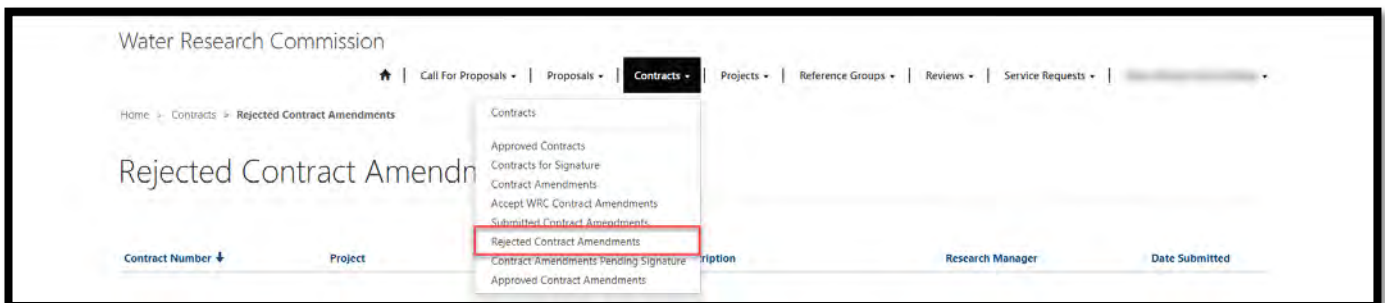 Water Research Commission
Call For Proposals | Proposals | Contracts | Projects | Reference Groups | Reviews | Service Requests |
Home > Contracts > Rejected Contract Amendments
Contracts
Rejected Contract Amendm
Approved Contracts
Contracts for Signature
Contract Amendments
Accept WRC Contract Amendments
Submitted Contract Amendments
Rejected Contract Amendments
Contract Amendments Pending Signature
Approved Contract Amendments
Contract Number Project ription Research Manager Date Submitted